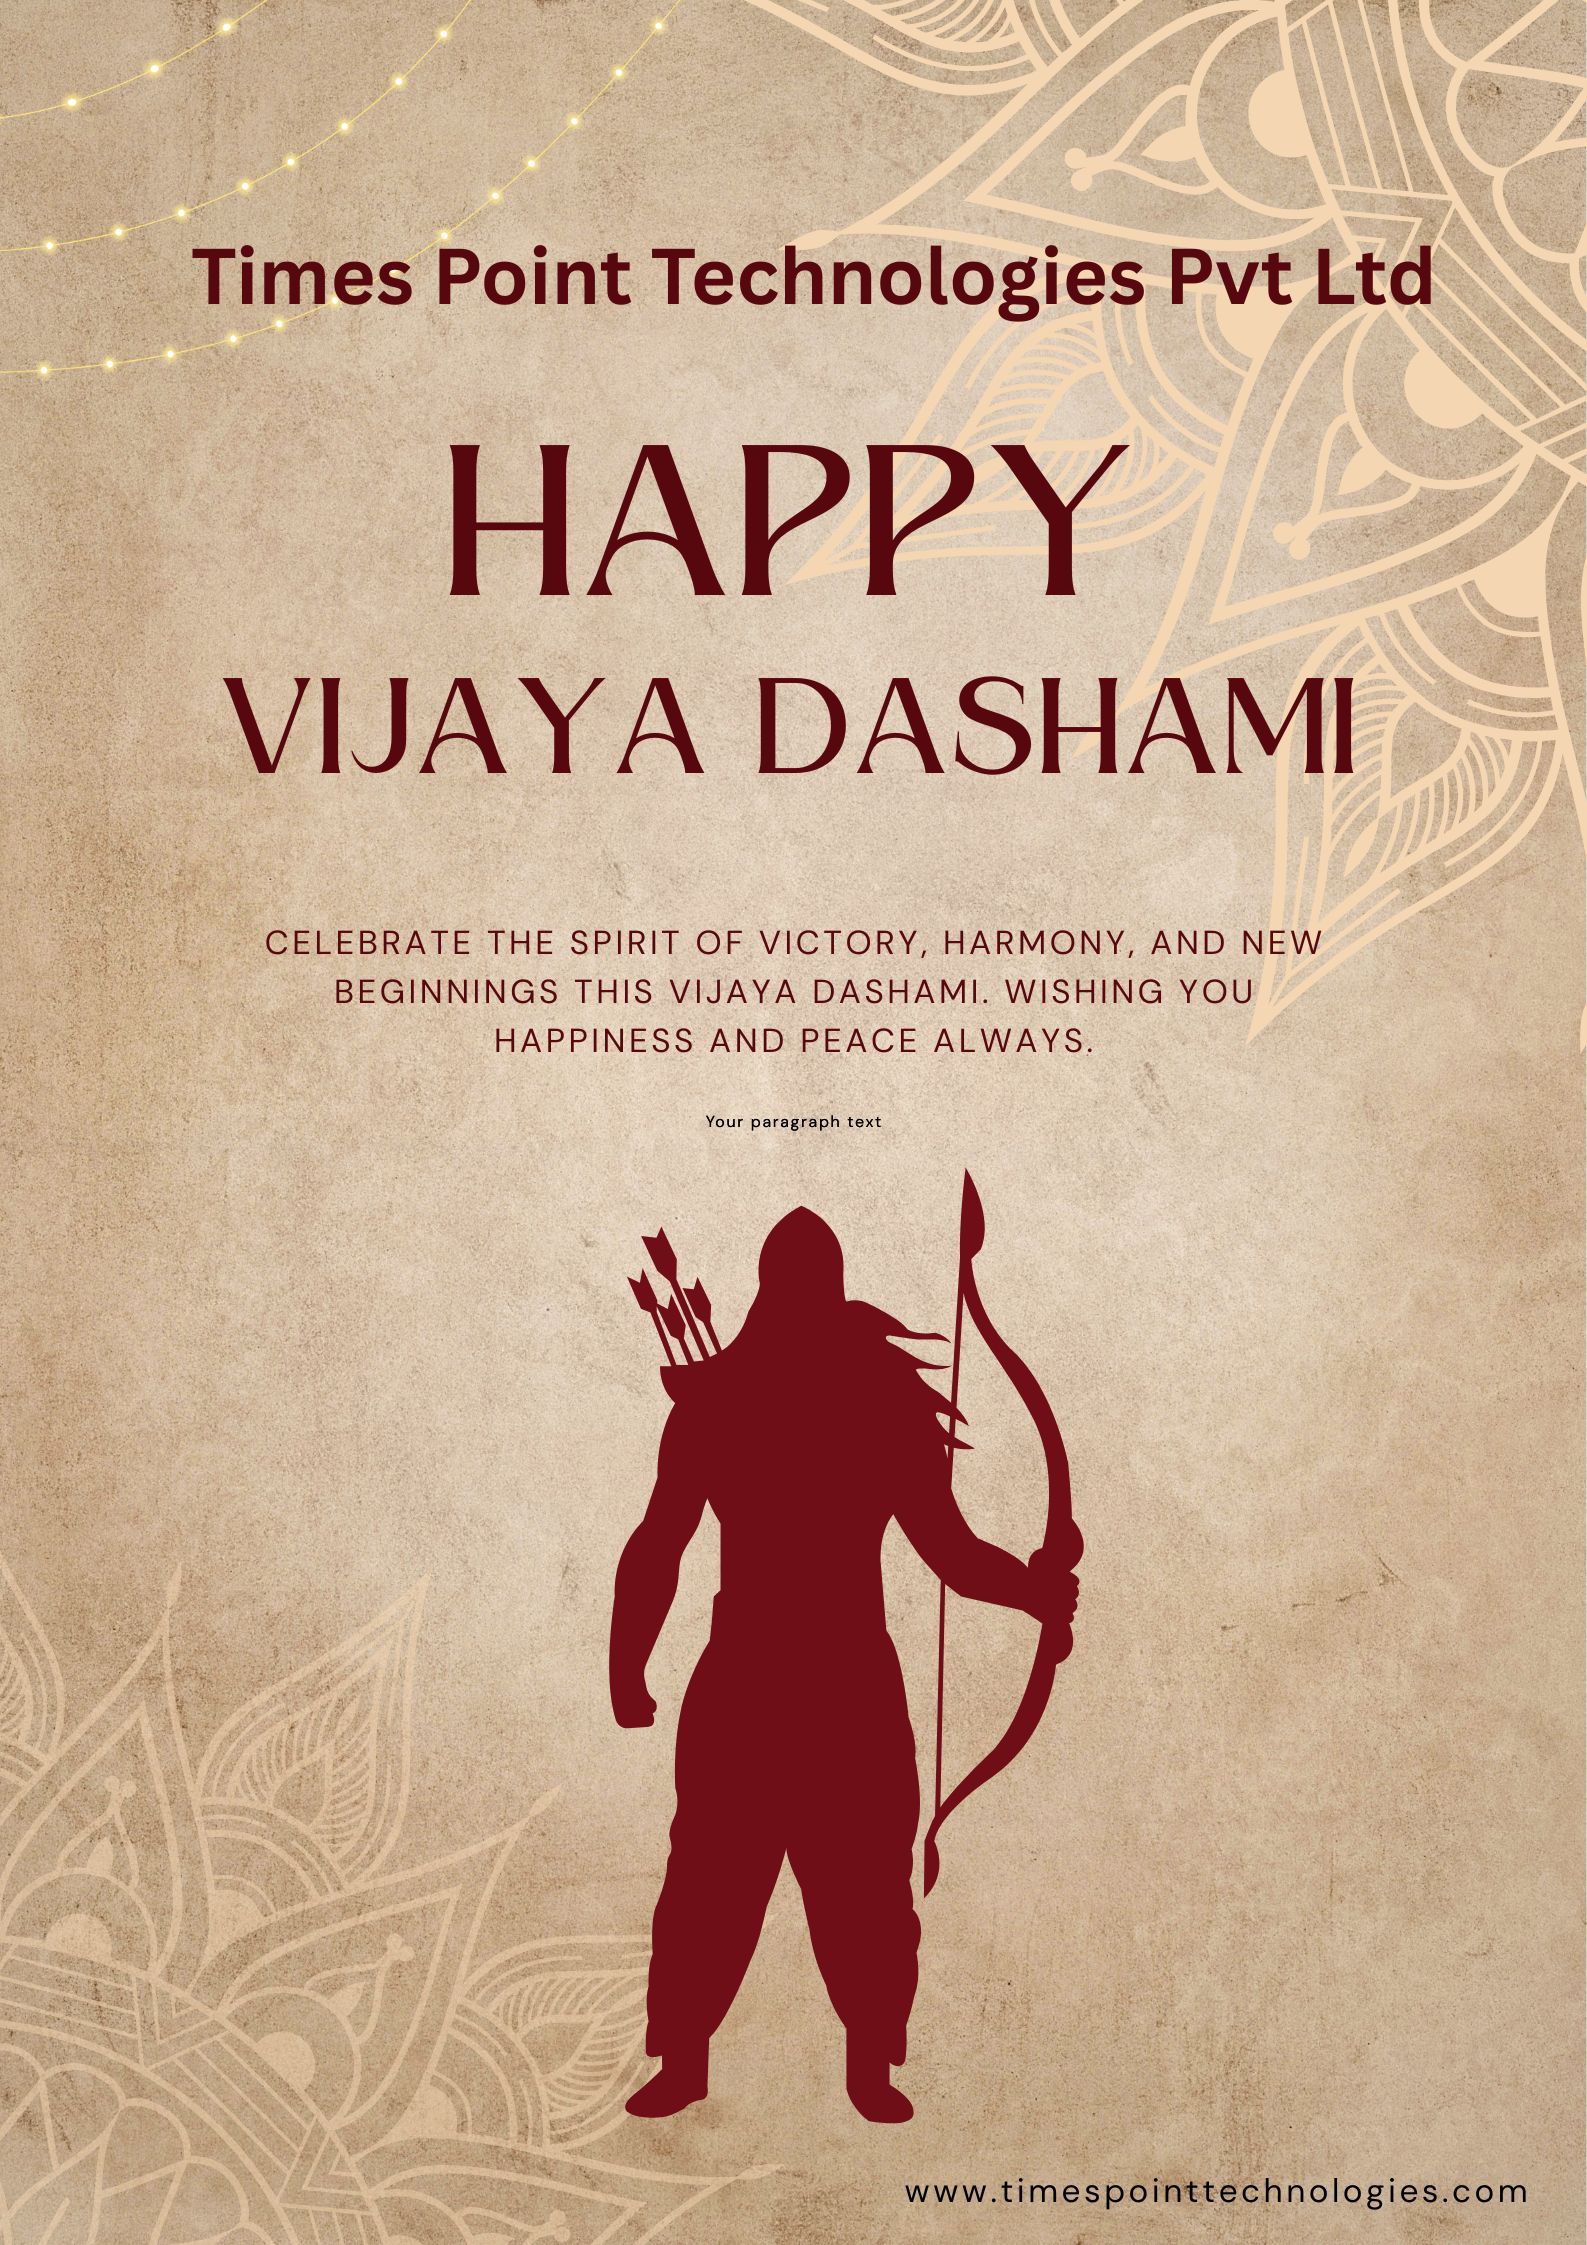 Times Point Technologies Pvt Ltd
HAPPY
VIJAYA DASHAMI
CELEBRATE THE SPIRIT OF VICTORY, HARMONY, AND NEW
BEGINNINGS THIS VIJAYA DASHAMI. WISHING YOU
HAPPINESS AND PEACE ALWAYS.
Your paragraph text
www.timespointtechnologies.com